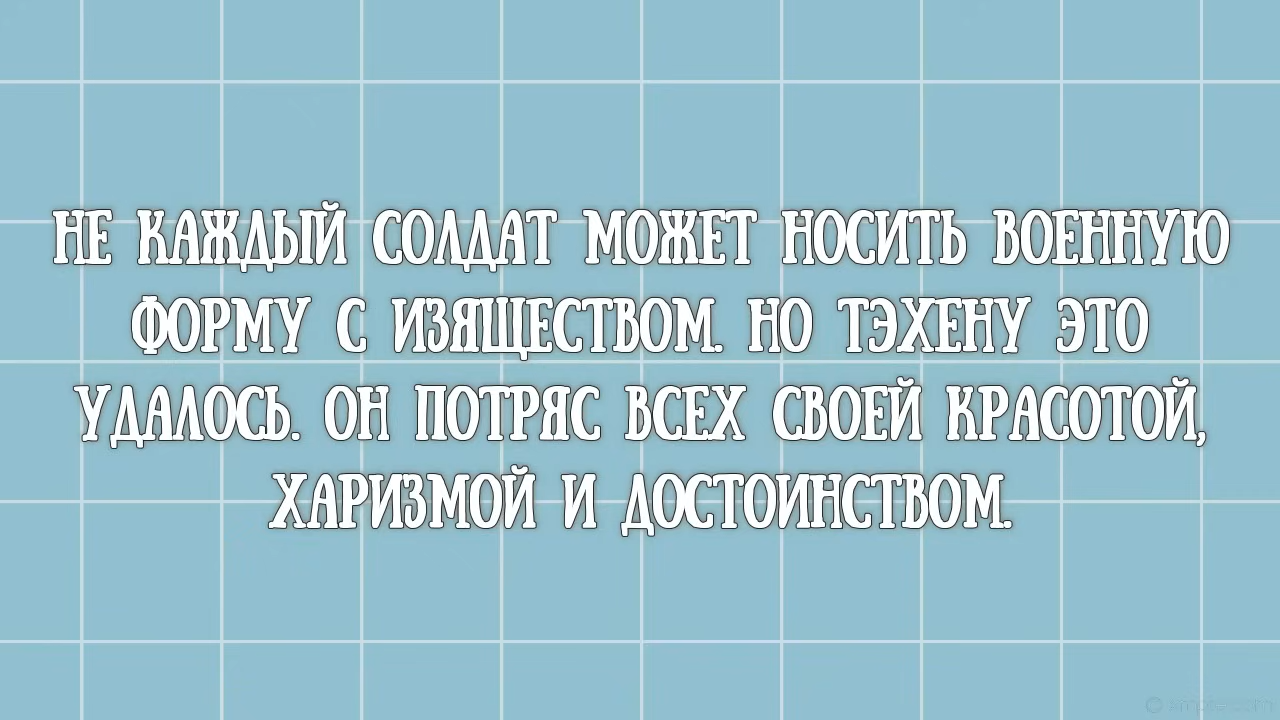 НЕ КАЖДЫЙ СОЛДАТ МОЖЕТ НОСИТЬ ВОЕННУЮ
ФОРМУ С ИЗЯЩЕСТВОМ. НО ТЭХЕНУ ЭТО
УДАЛОСЬ. ОН ПОТРЯС ВСЕХ СВОЕЙ КРАСОТОЙ,
ХАРИЗМОЙ И ДОСТОИНСТВОМ.